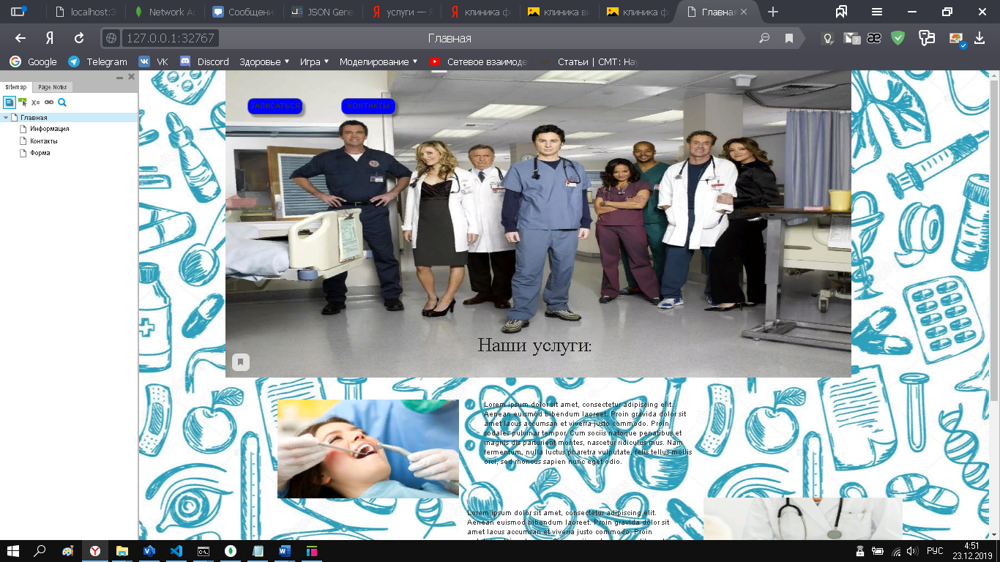 localhost:3
Network Ac
Сообщени
JSON Gene
услуги — Я
клиника ф
клиника ви
клиника ф
Главная
127.0.0.1:32767
Главная
Google
Telegram
VK
Discord
Здоровье
Игра
Моделирование
Сетевое взаимоде
Статьи | СМТ: Нау
Sitemap
Page Notes
X=
Главная
Информация
Контакты
Форма
ЗАПИСАТЬСЯ
КОНТАКТЫ
Наши услуги:
Lorem ipsum dolor sit amet, consectetur adipiscing elit.
Aenean euismod bibendum laoreet. Proin gravida dolor sit
amet lacus accumsan et viverra justo commodo. Proin
sodales pulvinar tempor. Cum sociis natoque penatibus et
magnis dis parturient montes, nascetur ridiculus mus. Nam
fermentum, nulla luctus pharetra vulputate, felis tellus mollis
orci, sed rhoncus sapien nunc eget odio.
Lorem ipsum dolor sit amet, consectetur adipiscing elit.
Aenean euismod bibendum laoreet. Proin gravida dolor sit
amet lacus accumsan et viverra justo commodo. Proin
РУС
4:51
23.12.2019